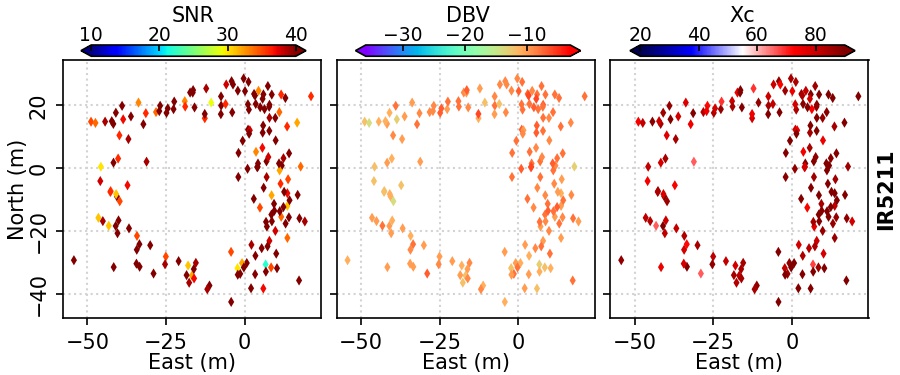 SNR DBV Xc
10 20 30 40 −30 −20 −10 20 40 60 80
20
0
−20
−40
North (m)
−50 −25 0 −50 −25 0 −50 −25 0
East (m) East (m) East (m)
IR5211